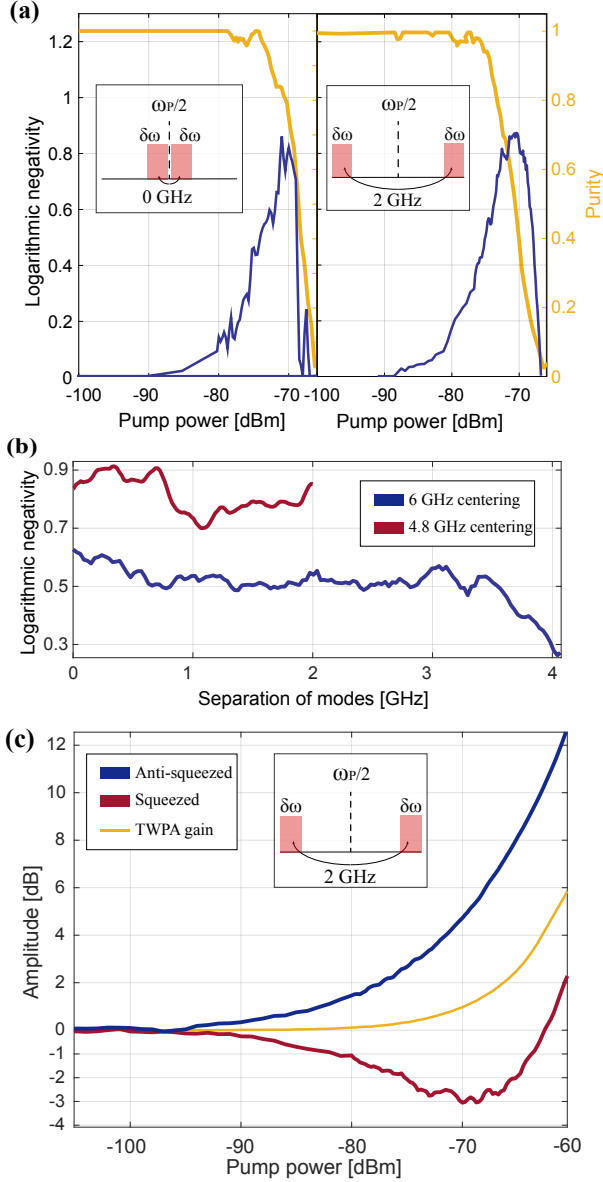 (a)
1.2
1
0.8
0.6
0.4
0.2
0
Logarithmic negativity
ωP/2
δω δω
0 GHz
-100 -90 -80 -70
Pump power [dBm]
ωP/2
δω δω
2 GHz
-100 -90 -80 -70
Pump power [dBm]
1
0.8
0.6
0.4
0.2
0
Purity
(b)
0.9
0.7
0.5
0.3
Logarithmic negativity
6 GHz centering
4.8 GHz centering
0 1 2 3 4
Separation of modes [GHz]
(c)
12
10
8
6
4
2
0
-1
-2
-3
-4
Amplitude [dB]
Anti-squeezed
Squeezed
TWPA gain
ωP/2
δω δω
2 GHz
-100 -90 -80 -70 -60
Pump power [dBm]